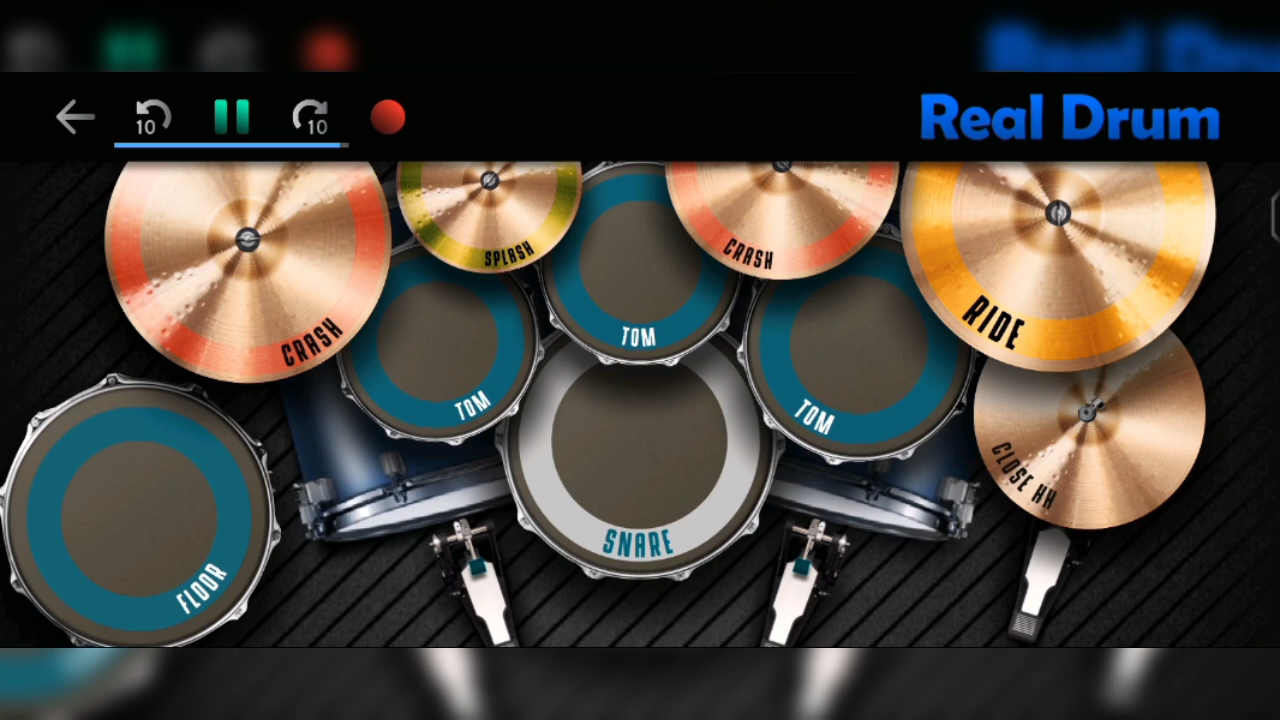 10
10
Real Drum
CRASH
SPLASH
CRASH
RIDE
TOM
TOM
TOM
CLOSE HH
SNARE
FLOOR